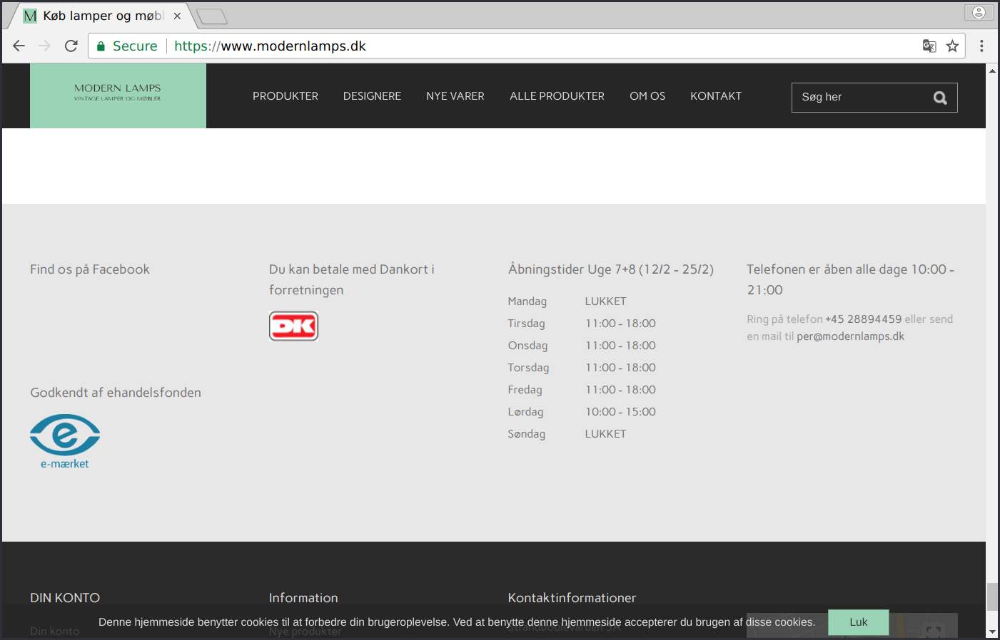 Køb lamper og møbl
Secure
https://www.modernlamps.dk
MODERN LAMPS
VINTAGE LAMPER OG MØBLER
PRODUKTER
DESIGNERE
NYE VARER
ALLE PRODUKTER
OM OS
KONTAKT
Søg her
Find os på Facebook
Godkendt af ehandelsfonden
e
e-mærket
Du kan betale med Dankort i
forretningen
DK
Åbningstider Uge 7+8 (12/2 - 25/2)
Mandag LUKKET
Tirsdag 11:00 - 18:00
Onsdag 11:00 - 18:00
Torsdag 11:00 - 18:00
Fredag 11:00 - 18:00
Lørdag 10:00 - 15:00
Søndag LUKKET
Telefonen er åben alle dage 10:00 -
21:00
Ring på telefon +45 28894459 eller send
en mail til per@modernlamps.dk
DIN KONTO
Din konto
Information
Nye produkter
Kontaktinformationer
Strandboulevarden 3A
Denne hjemmeside benytter cookies til at forbedre din brugeroplevelse. Ved at benytte denne hjemmeside accepterer du brugen af disse cookies.
Luk